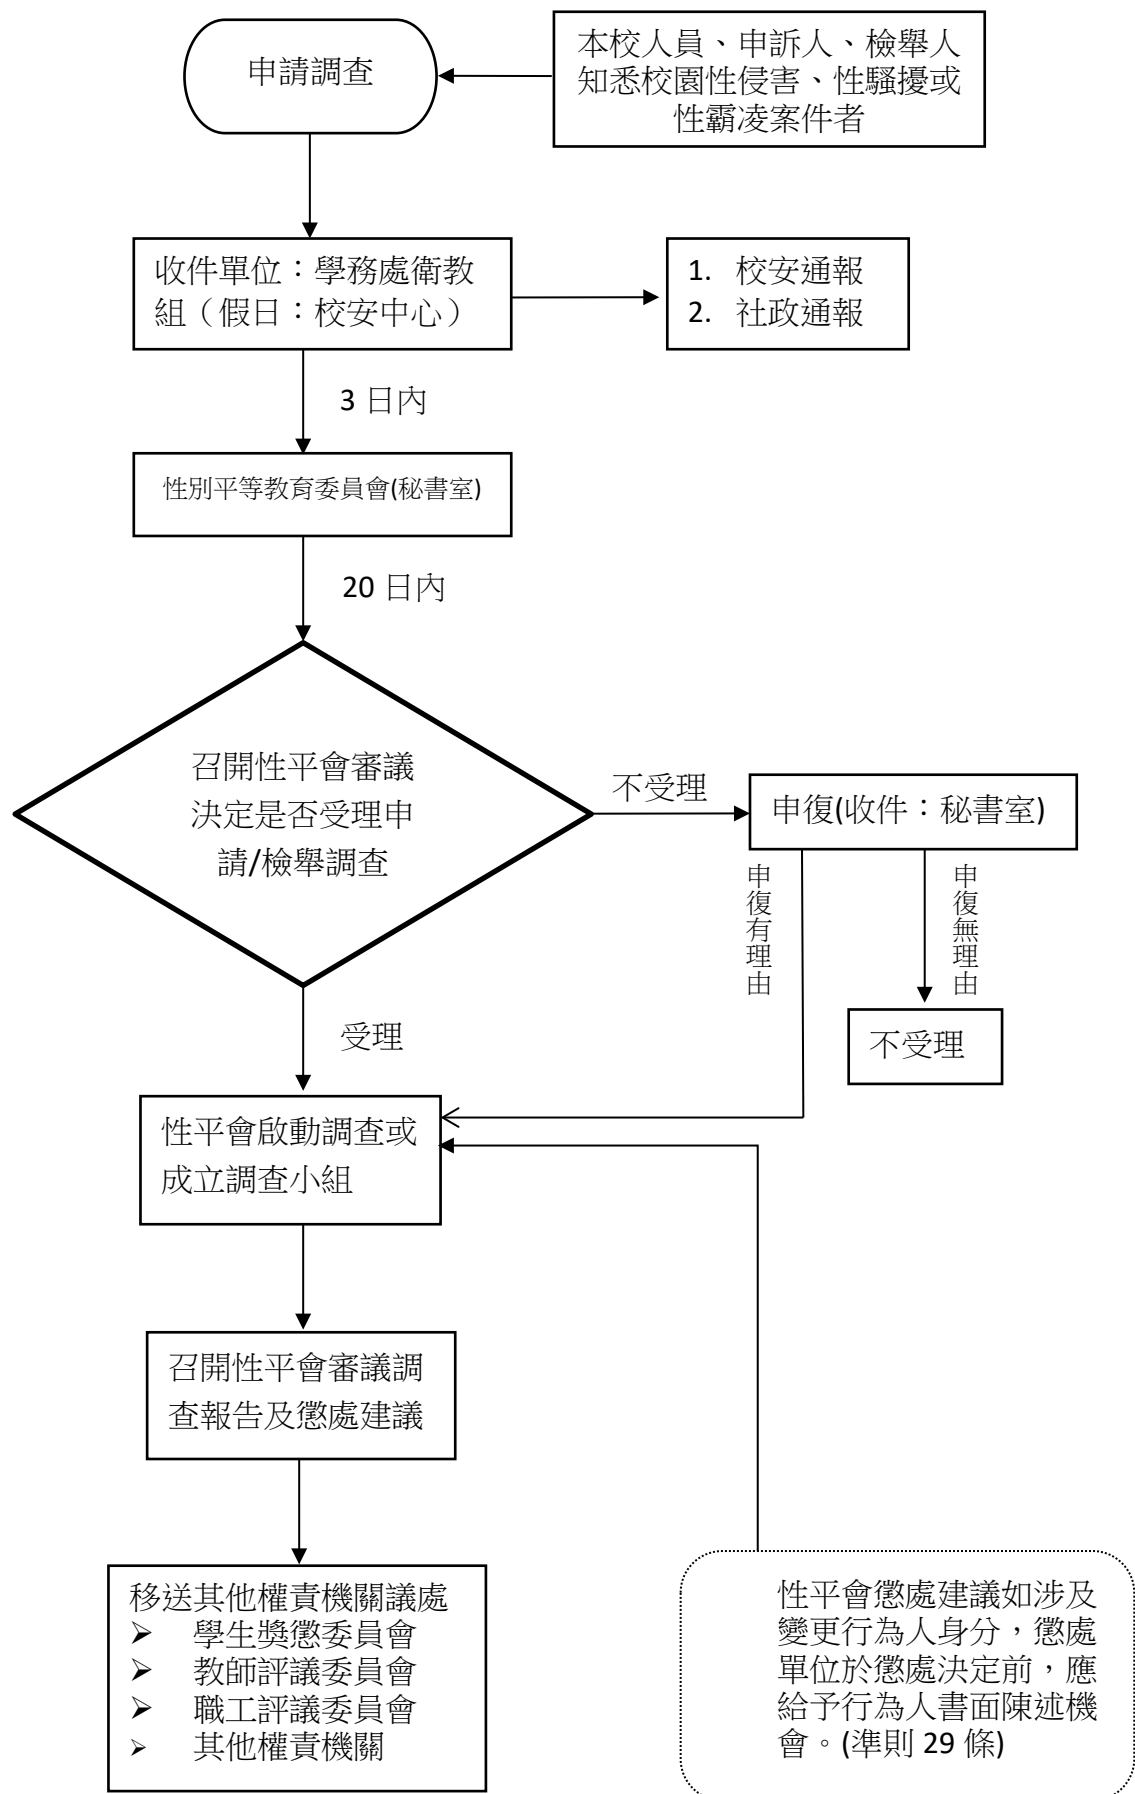 申請調查
本校人員、申訴人、檢舉人
知悉校園性侵害、性騷擾或
性霸凌案件者
收件單位：學務處衛教
組（假日：校安中心）
1. 校安通報
2. 社政通報
3 日內
性別平等教育委員會(秘書室)
20 日內
召開性平會審議
決定是否受理申
請/檢舉調查
不受理
申復(收件：秘書室)
申復有理由
申復無理由
不受理
受理
性平會啟動調查或
成立調查小組
召開性平會審議調
查報告及懲處建議
移送其他權責機關議處
➢ 學生獎懲委員會
➢ 教師評議委員會
➢ 職工評議委員會
➢ 其他權責機關
性平會懲處建議如涉及
變更行為人身分，懲處
單位於懲處決定前，應
給予行為人書面陳述機
會。(準則 29 條)